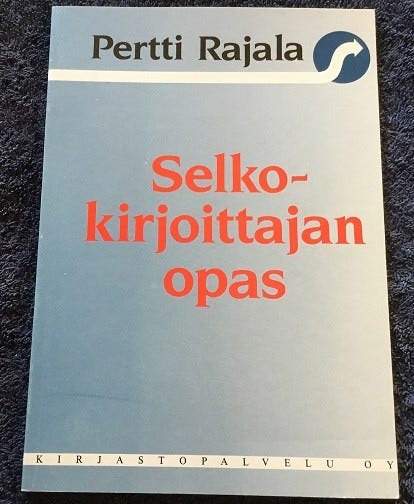 Pertti Rajala
Selko-
kirjoittajan
opas
KIRJASTOPALVELU OY